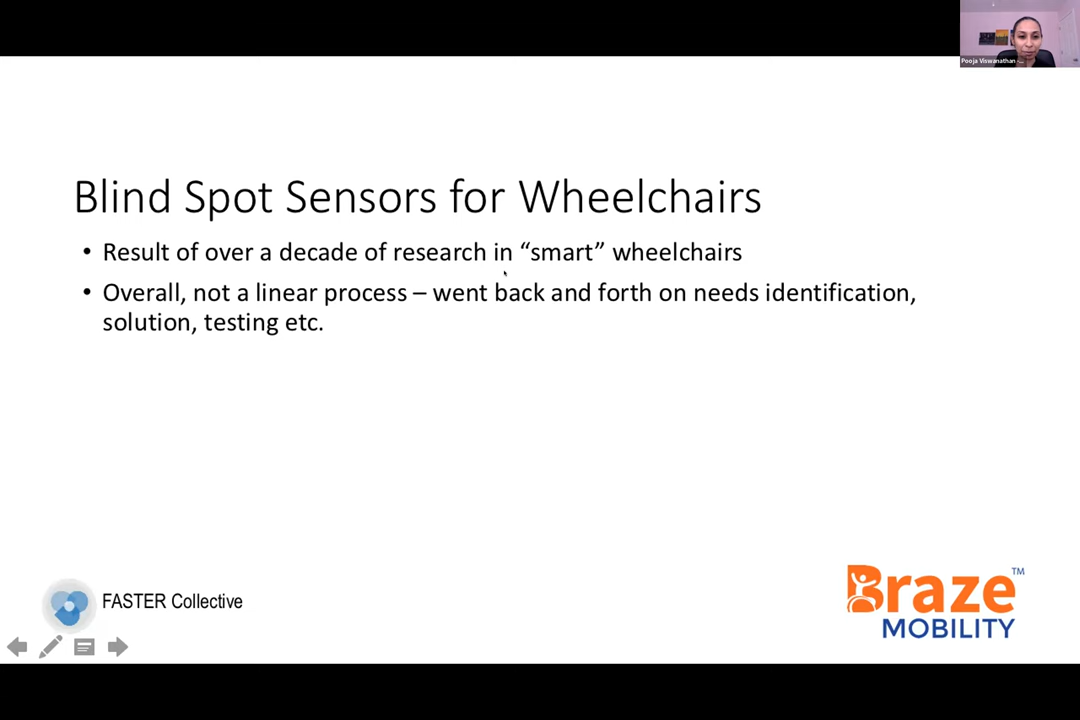 Pooja Viswanathan
Blind Spot Sensors for Wheelchairs
• Result of over a decade of research in “smart” wheelchairs
• Overall, not a linear process – went back and forth on needs identification,
solution, testing etc.
FASTER Collective
Braze™
MOBILITY